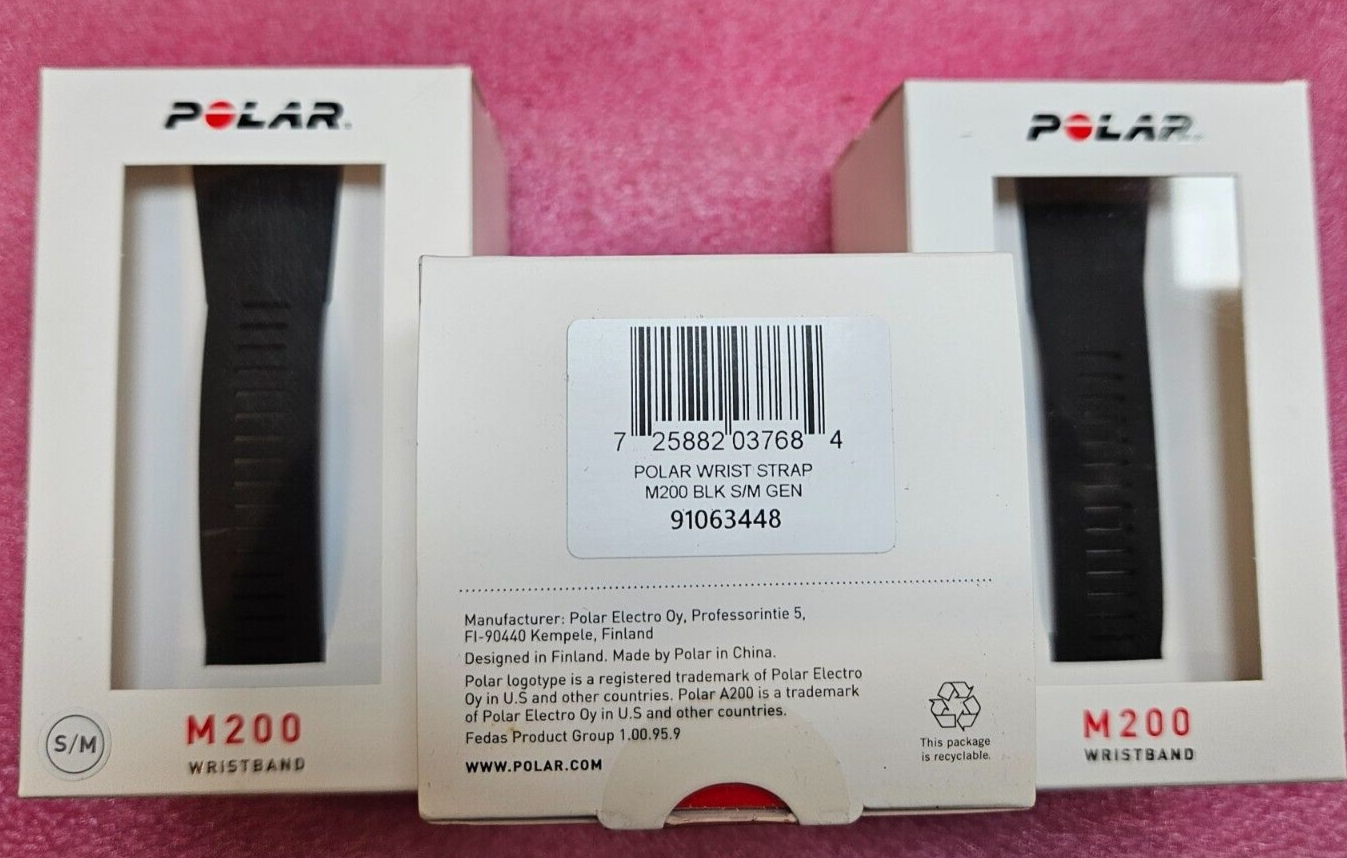 POLAR
S/M
M200
WRISTBAND
7 25882 03768 4
POLAR WRIST STRAP
M200 BLK S/M GEN
91063448
Manufacturer: Polar Electro Oy, Professorintie 5,
FI-90440 Kempele, Finland
Designed in Finland. Made by Polar in China.
Polar logotype is a registered trademark of Polar Electro
Oy in U.S and other countries. Polar A200 is a trademark
of Polar Electro Oy in U.S and other countries.
Fedas Product Group 1.00.95.9
WWW.POLAR.COM
This package
is recyclable.
POLAR
M200
WRISTBAND